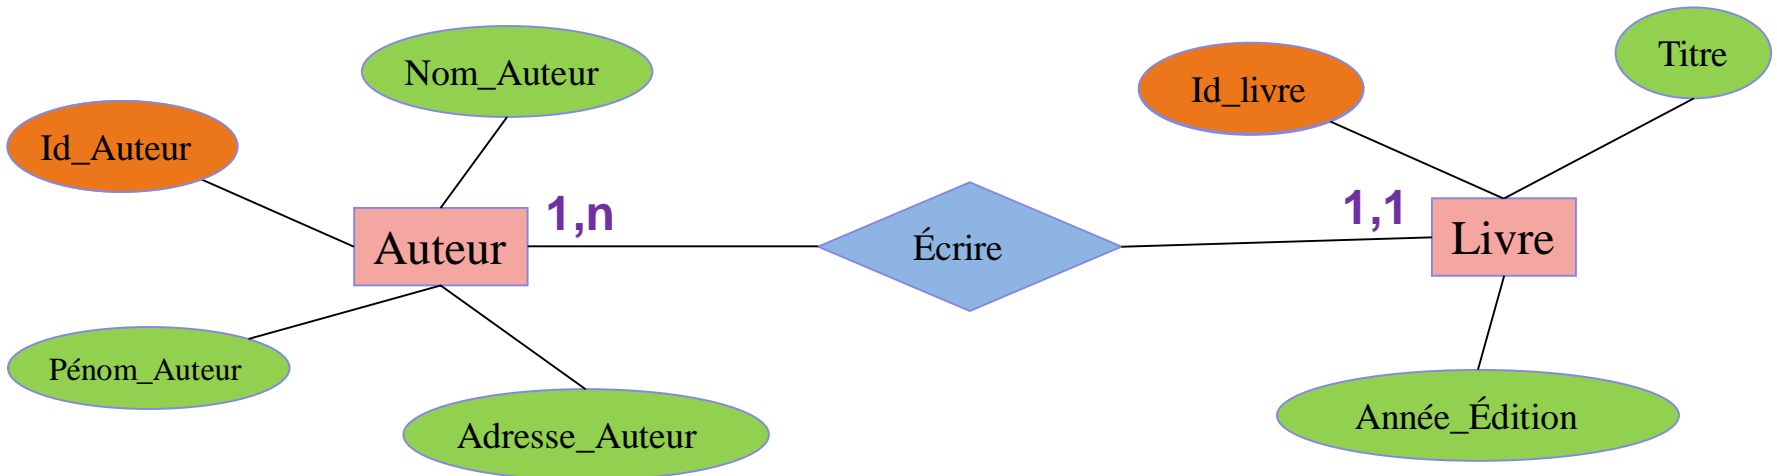 Titre
Nom_Auteur
Id_livre
Id_Auteur
1,n
1,1
Auteur
Écrire
Livre
Pénom_Auteur
Adresse_Auteur
Année_Édition